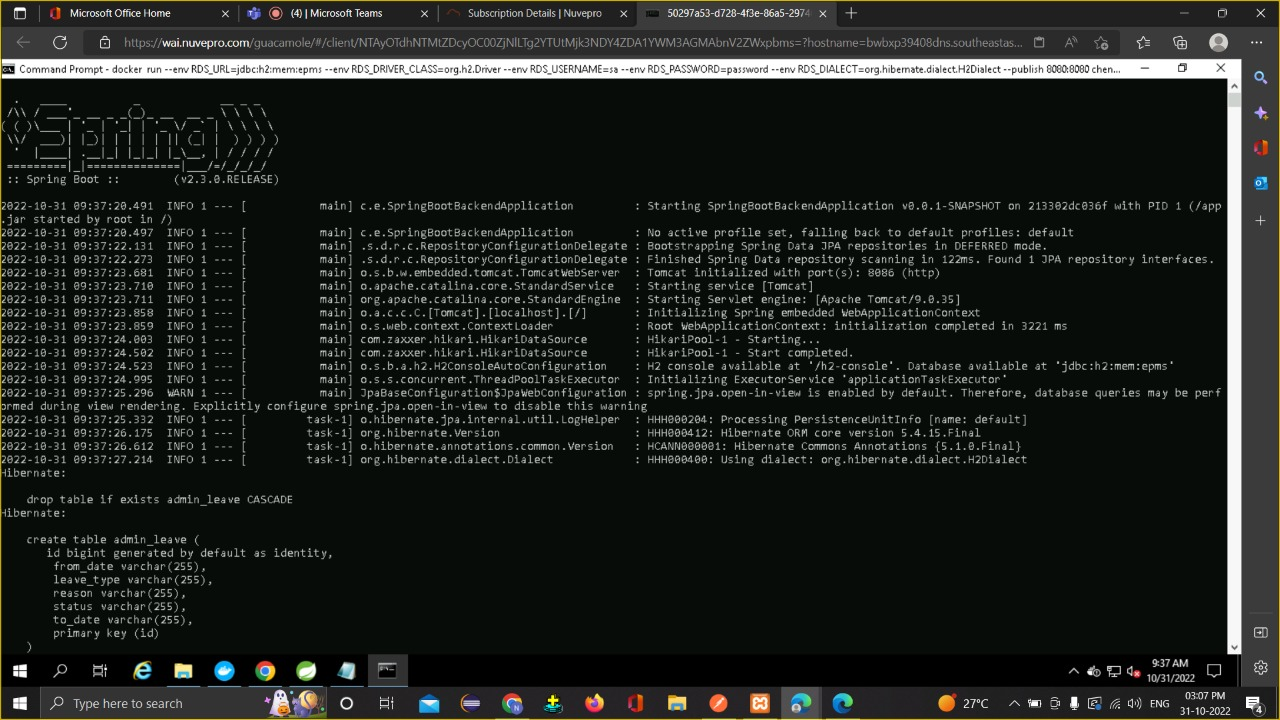 Microsoft Office Home
(4) | Microsoft Teams
Subscription Details | Nuvepro
50297a53-d728-4f3e-86a5-2974
https://wai.nuvepro.com/guacamole/#/client/NTAyOTdhNTMtZDcyOC00ZjNlLTg2YTUtMjk3NDY4ZDA1YWM3AGMAbnV2ZWxpbms=?hostname=bwbxp39408dns.southeastas...
Command Prompt - docker run --env RDS_URL=jdbc:h2:mem:epms --env RDS_DRIVER_CLASS=org.h2.Driver --env RDS_USERNAME=sa --env RDS_PASSWORD=password --env RDS_DIALECT=org.hibernate.dialect.H2Dialect --publish 8080:8080 chen...
Spring
:: Spring Boot ::        (v2.3.0.RELEASE)
2022-10-31 09:37:20.491  INFO 1 --- [           main] c.e.SpringBootBackendApplication         : Starting SpringBootBackendApplication v0.0.1-SNAPSHOT on 213302dc036f with PID 1 (/app
.jar started by root in /)
2022-10-31 09:37:20.497  INFO 1 --- [           main] c.e.SpringBootBackendApplication         : No active profile set, falling back to default profiles: default
2022-10-31 09:37:22.131  INFO 1 --- [           main] .s.d.r.c.RepositoryConfigurationDelegate : Bootstrapping Spring Data JPA repositories in DEFERRED mode.
2022-10-31 09:37:22.273  INFO 1 --- [           main] .s.d.r.c.RepositoryConfigurationDelegate : Finished Spring Data repository scanning in 122ms. Found 1 JPA repository interfaces.
2022-10-31 09:37:23.681  INFO 1 --- [           main] o.s.b.w.embedded.tomcat.TomcatWebServer  : Tomcat initialized with port(s): 8086 (http)
2022-10-31 09:37:23.710  INFO 1 --- [           main] o.apache.catalina.core.StandardService   : Starting service [Tomcat]
2022-10-31 09:37:23.711  INFO 1 --- [           main] org.apache.catalina.core.StandardEngine  : Starting Servlet engine: [Apache Tomcat/9.0.35]
2022-10-31 09:37:23.858  INFO 1 --- [           main] o.a.c.c.C.[Tomcat].[localhost].[/]       : Initializing Spring embedded WebApplicationContext
2022-10-31 09:37:23.859  INFO 1 --- [           main] o.s.web.context.ContextLoader            : Root WebApplicationContext: initialization completed in 3221 ms
2022-10-31 09:37:24.003  INFO 1 --- [           main] com.zaxxer.hikari.HikariDataSource       : HikariPool-1 - Starting...
2022-10-31 09:37:24.502  INFO 1 --- [           main] com.zaxxer.hikari.HikariDataSource       : HikariPool-1 - Start completed.
2022-10-31 09:37:24.523  INFO 1 --- [           main] o.s.b.a.h2.H2ConsoleAutoConfiguration    : H2 console available at '/h2-console'. Database available at 'jdbc:h2:mem:epms'
2022-10-31 09:37:24.995  INFO 1 --- [           main] o.s.s.concurrent.ThreadPoolTaskExecutor  : Initializing ExecutorService 'applicationTaskExecutor'
2022-10-31 09:37:25.296  WARN 1 --- [           main] JpaBaseConfiguration$JpaWebConfiguration : spring.jpa.open-in-view is enabled by default. Therefore, database queries may be perf
ormed during view rendering. Explicitly configure spring.jpa.open-in-view to disable this warning
2022-10-31 09:37:25.332  INFO 1 --- [         task-1] o.hibernate.jpa.internal.util.LogHelper  : HHH000204: Processing PersistenceUnitInfo [name: default]
2022-10-31 09:37:26.175  INFO 1 --- [         task-1] org.hibernate.Version                    : HHH000412: Hibernate ORM core version 5.4.15.Final
2022-10-31 09:37:26.612  INFO 1 --- [         task-1] o.hibernate.annotations.common.Version   : HCANN000001: Hibernate Commons Annotations {5.1.0.Final}
2022-10-31 09:37:27.214  INFO 1 --- [         task-1] org.hibernate.dialect.Dialect            : HHH000400: Using dialect: org.hibernate.dialect.H2Dialect
Hibernate:
drop table if exists admin_leave CASCADE
Hibernate:
create table admin_leave (
id bigint generated by default as identity,
from_date varchar(255),
leave_type varchar(255),
reason varchar(255),
status varchar(255),
to_date varchar(255),
primary key (id)
)
9:37 AM
10/31/2022
Type here to search
27°C
ENG
03:07 PM
31-10-2022
4